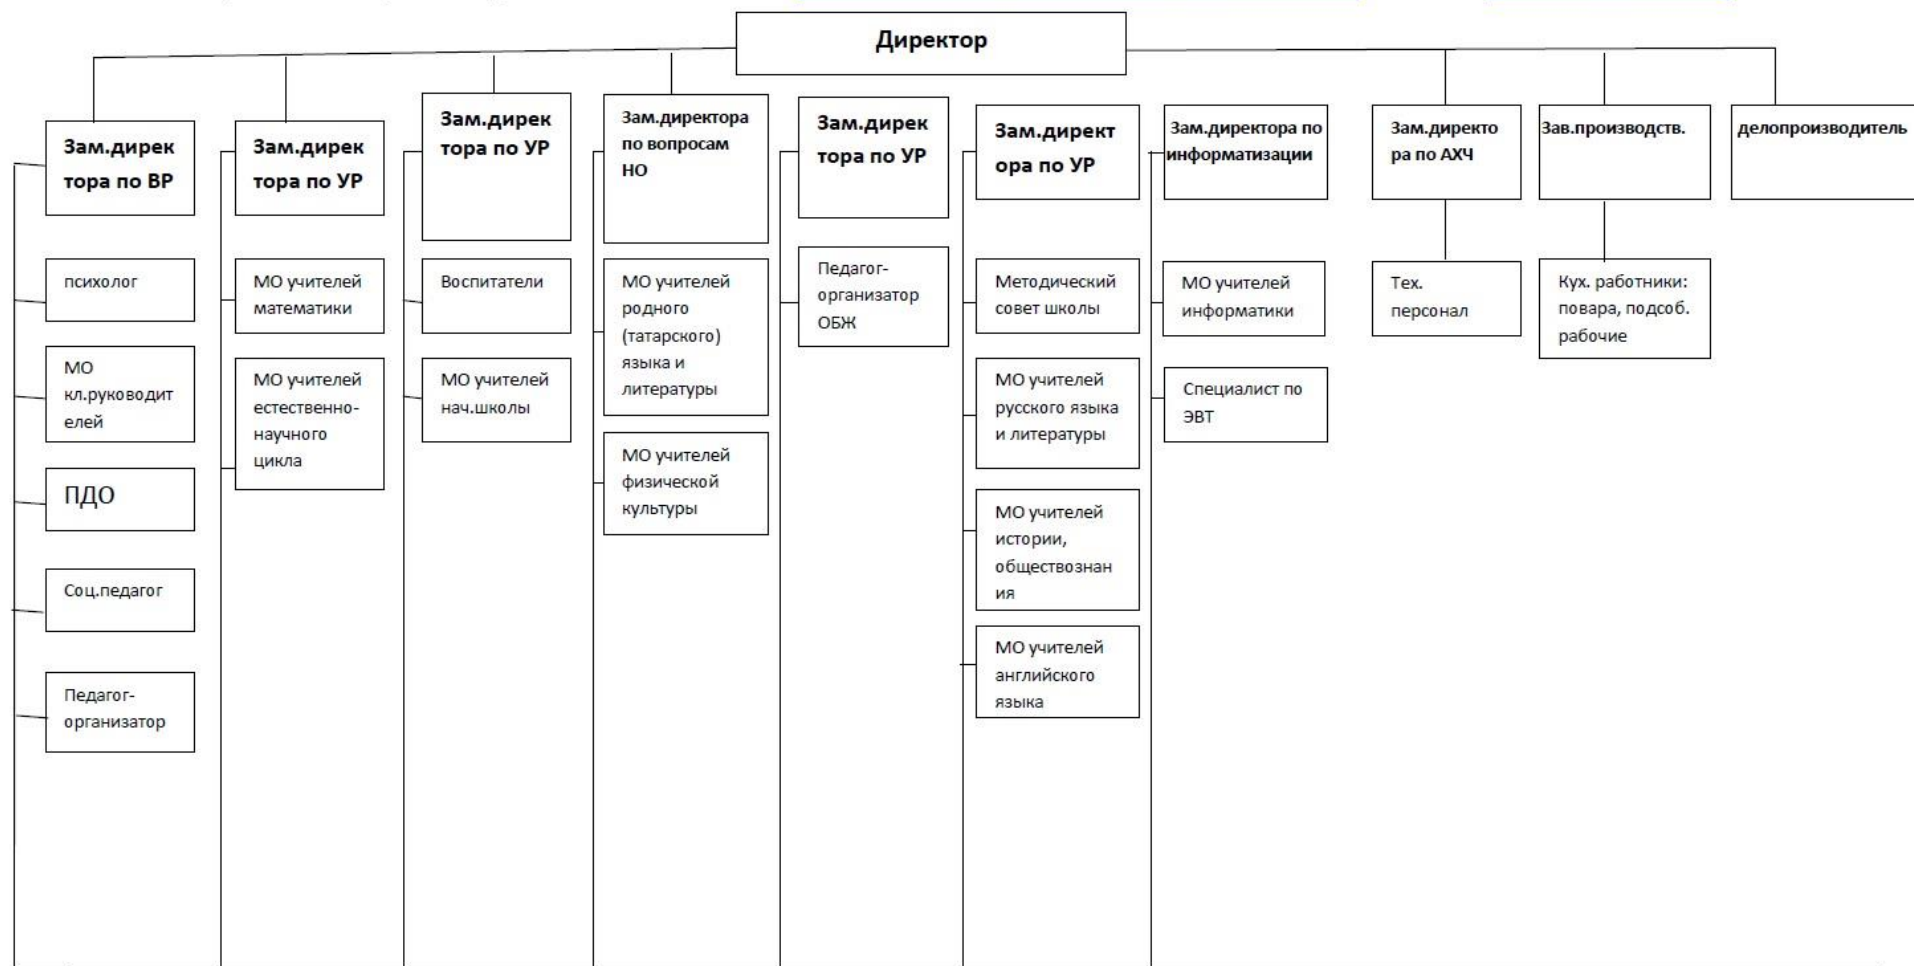 Директор
Зам.дирек
тора по ВР
психолог
МО
кл.руководит
елей
ПДО
Соц.педагог
Педагог-
организатор
Зам.дирек
тора по УР
МО учителей
математики
МО учителей
естественно-
научного
цикла
Зам.дирек
тора по УР
Воспитатели
МО учителей
нач.школы
Зам.директора
по вопросам
НО
МО учителей
родного
(татарского)
языка и
литературы
МО учителей
физической
культуры
Зам.дирек
тора по УР
Педагог-
организатор
ОБЖ
Зам.директ
ора по УР
Методический
совет школы
МО учителей
русского языка
и литературы
МО учителей
истории,
обществознан
ия
МО учителей
английского
языка
Зам.директора по
информатизации
МО учителей
информатики
Специалист по
ЭВТ
Зам.директо
ра по АХЧ
Тех.
персонал
Зав.производств.
Кух. работники:
повара, подсоб.
рабочие
делопроизводитель